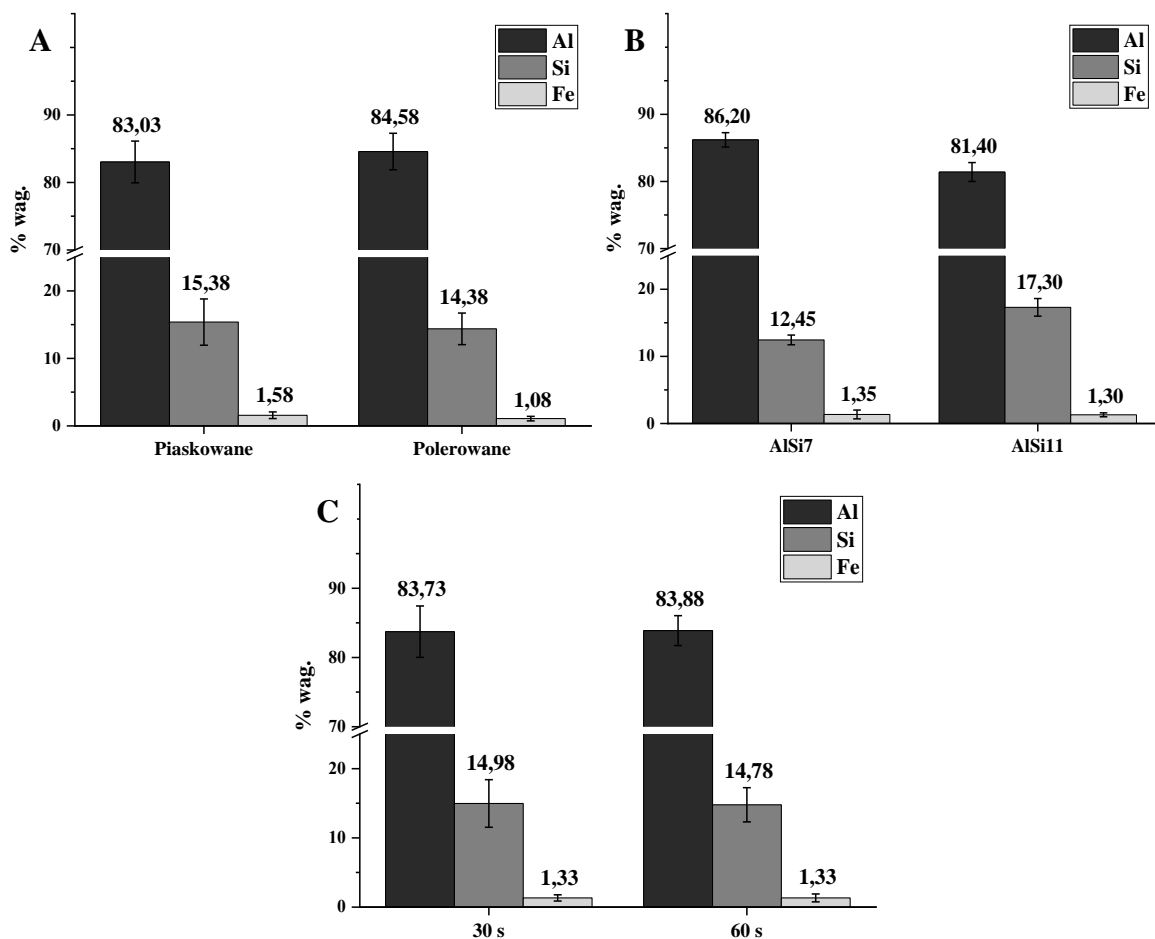 A
Al
Si
Fe
% wag.
90
80
70
20
10
0
83,03
15,38
1,58
84,58
14,38
1,08
Piaskowane
Polerowane
B
Al
Si
Fe
% wag.
90
80
70
20
10
0
86,20
12,45
1,35
81,40
17,30
1,30
AlSi7
AlSi11
C
Al
Si
Fe
% wag.
90
80
70
20
10
0
83,73
14,98
1,33
83,88
14,78
1,33
30 s
60 s